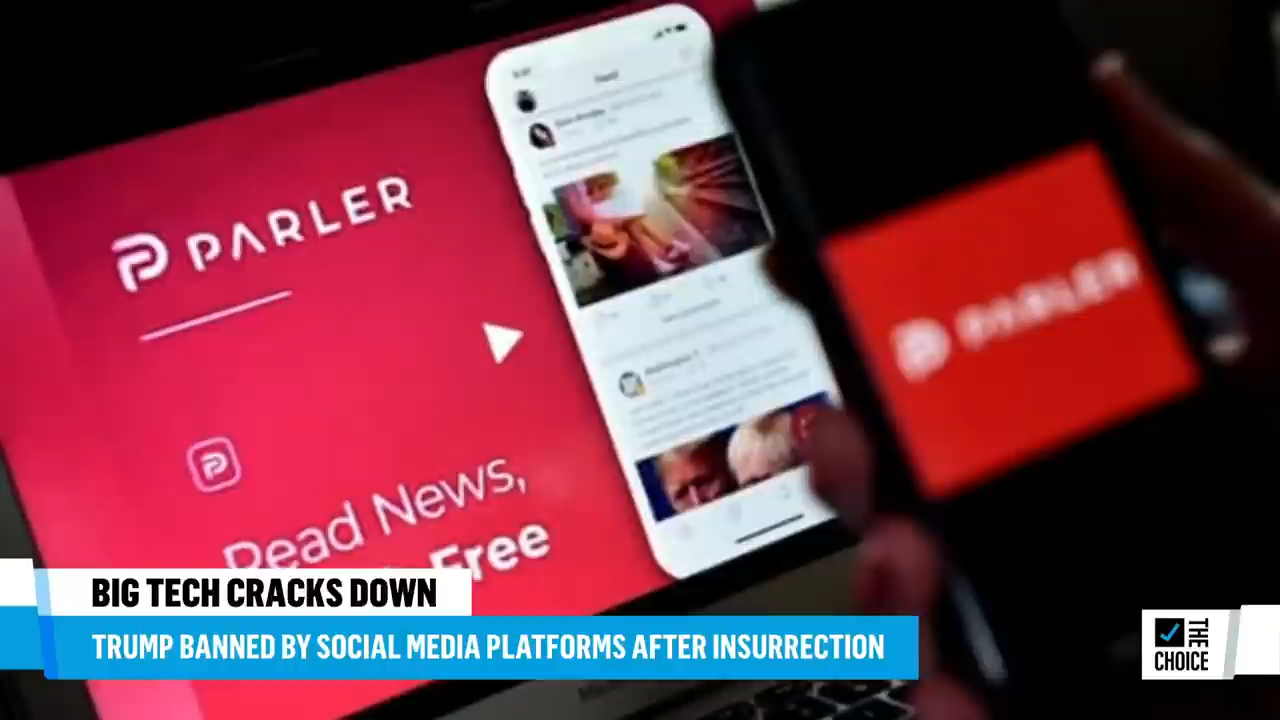 PARLER
PARLER
Read News,
Free
BIG TECH CRACKS DOWN
TRUMP BANNED BY SOCIAL MEDIA PLATFORMS AFTER INSURRECTION
THE
CHOICE